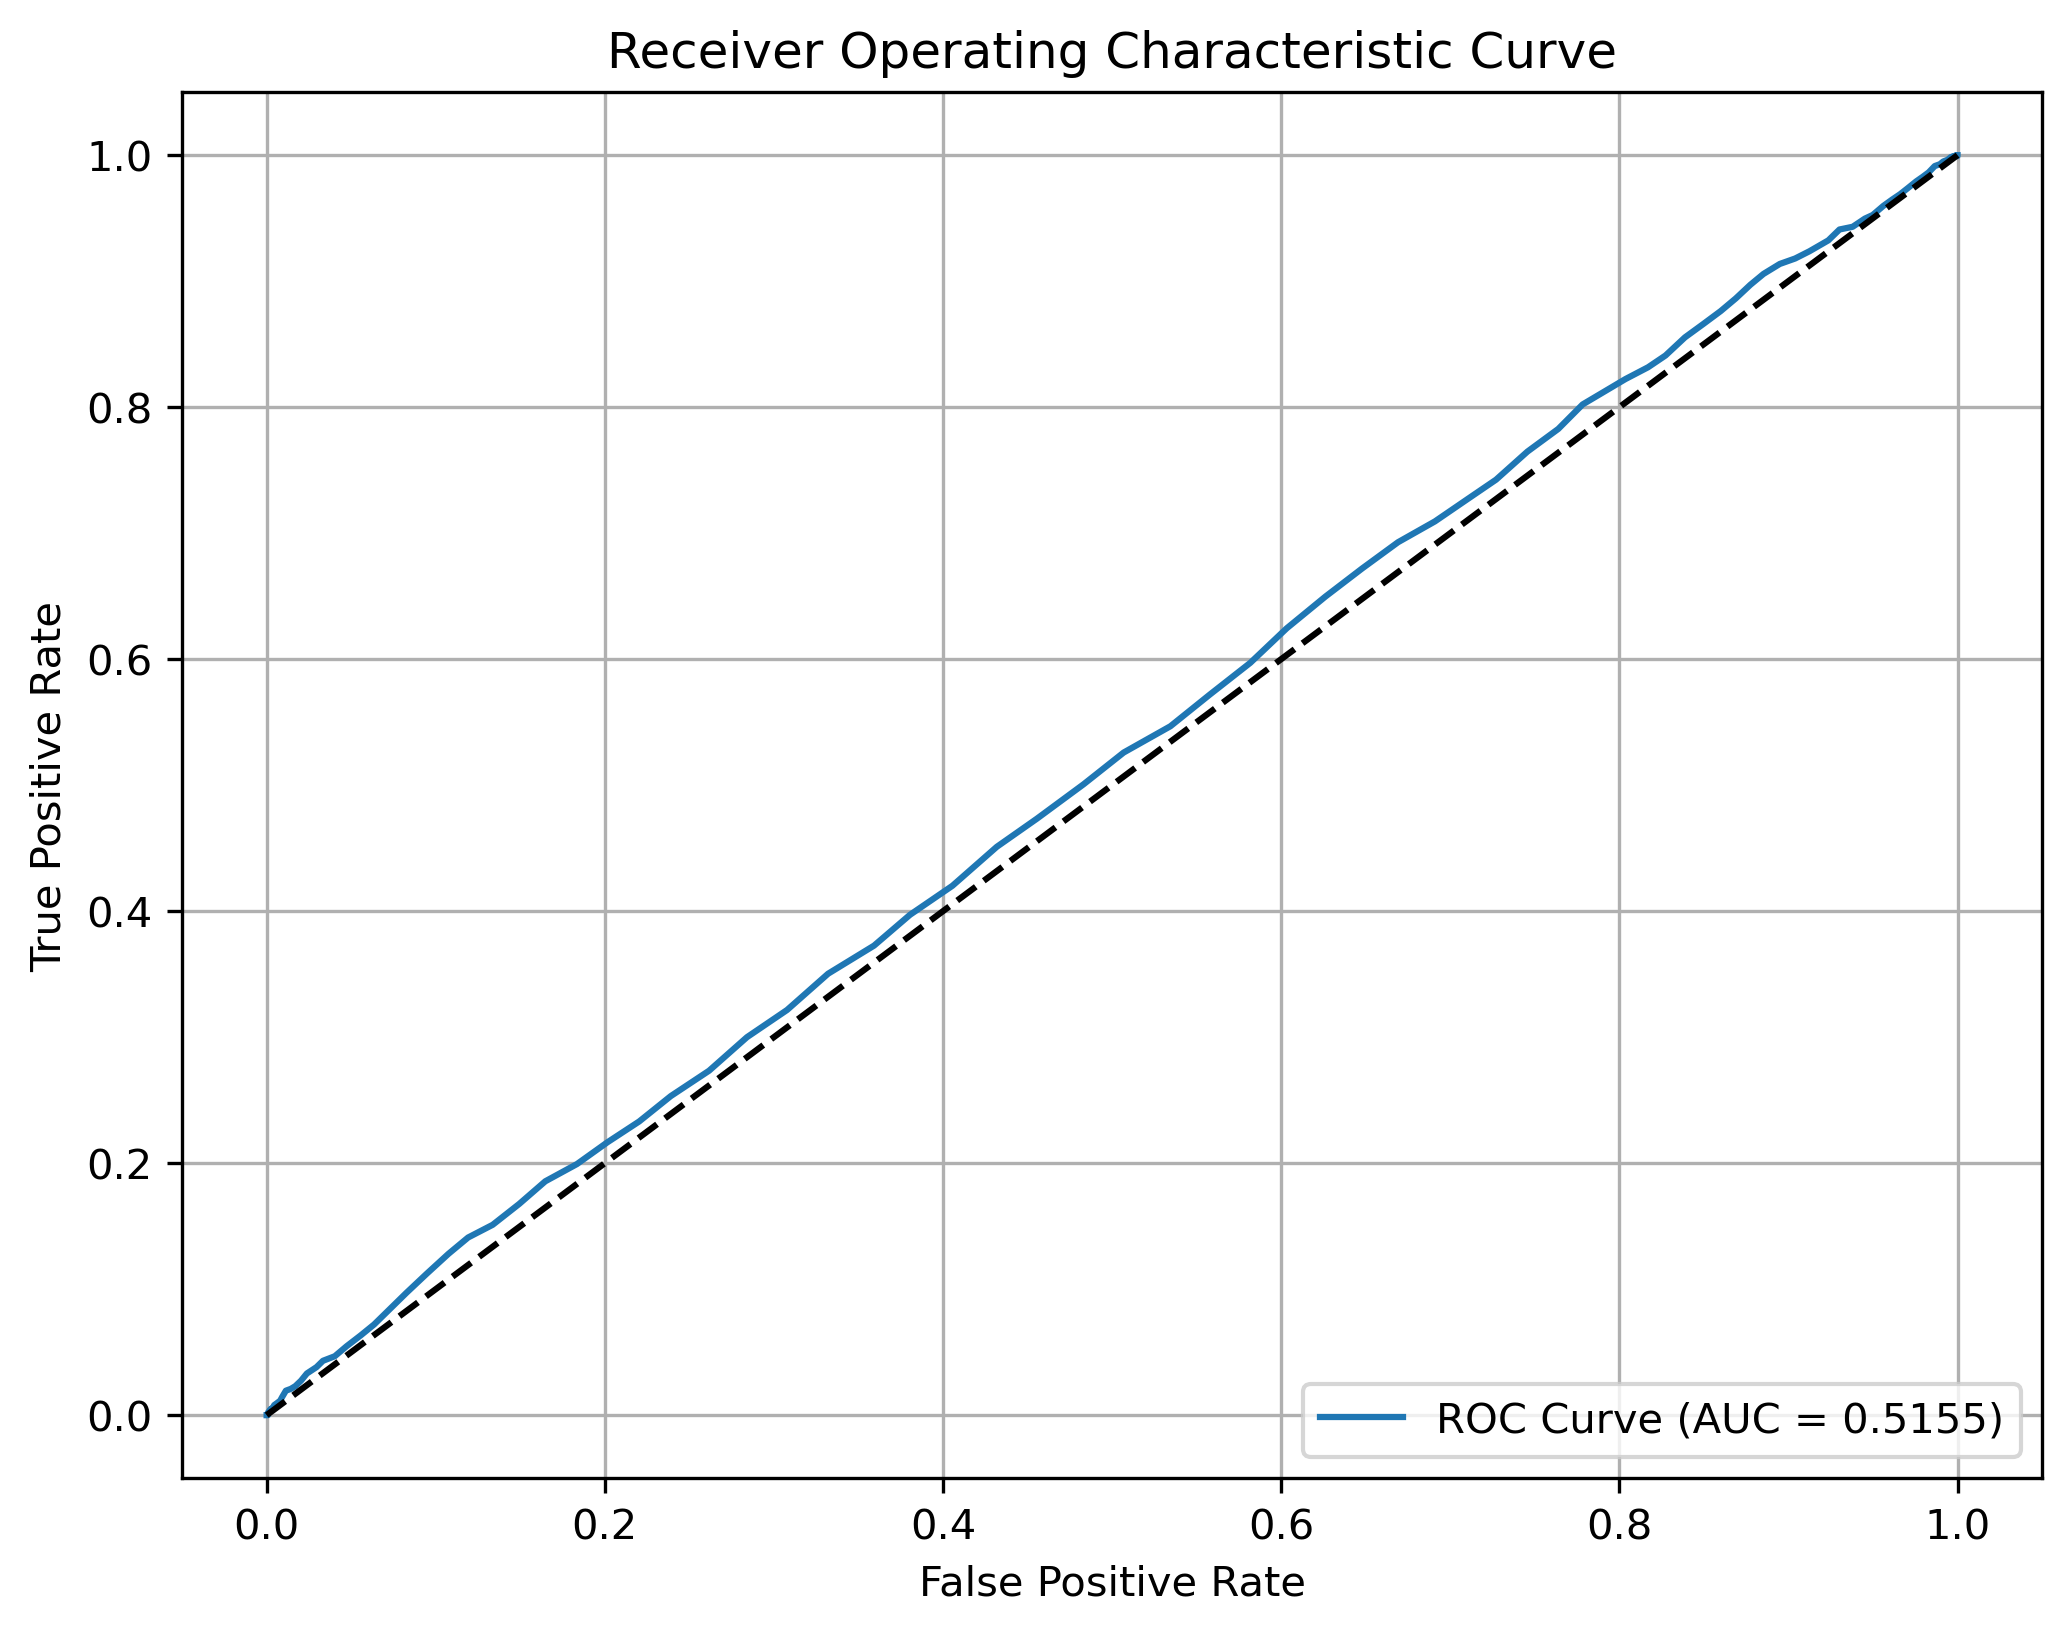 Receiver Operating Characteristic Curve
True Positive Rate
1.0
0.8
0.6
0.4
0.2
0.0
ROC Curve (AUC = 0.5155)
0.0 0.2 0.4 0.6 0.8 1.0
False Positive Rate